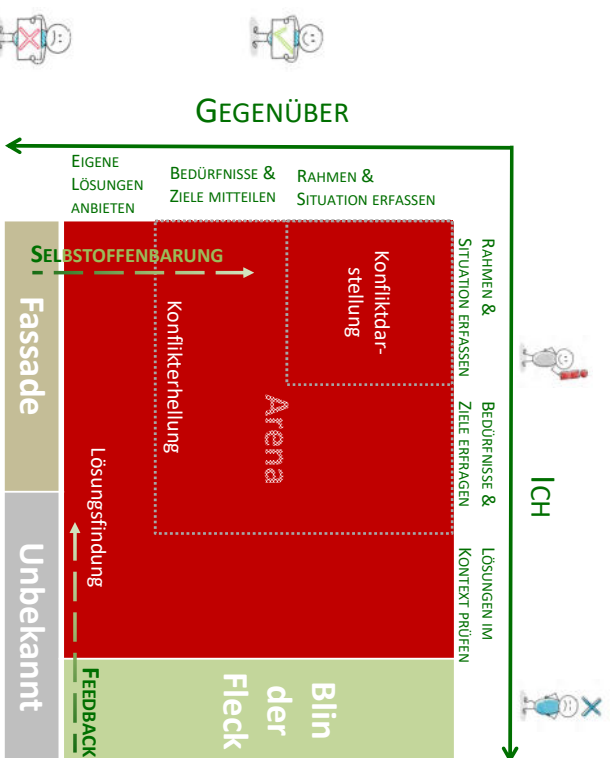 ICH
RAHMEN &
SITUATION ERFASSEN
BEDÜRFNISSE &
ZIELE ERFRAGEN
LÖSUNGEN IM
KONTEXT PRÜFEN
GEGENÜBER
RAHMEN &
SITUATION ERFASSEN
BEDÜRFNISSE &
ZIELE MITTEILEN
EIGENE
LÖSUNGEN
ANBIETEN
Konfliktdar-
stellung
Arena
Konflikterhellung
Lösungsfindung
SELBSTOFFENBARUNG
FEEDBACK
Blin
der
Fleck
Fassade
Unbekannt